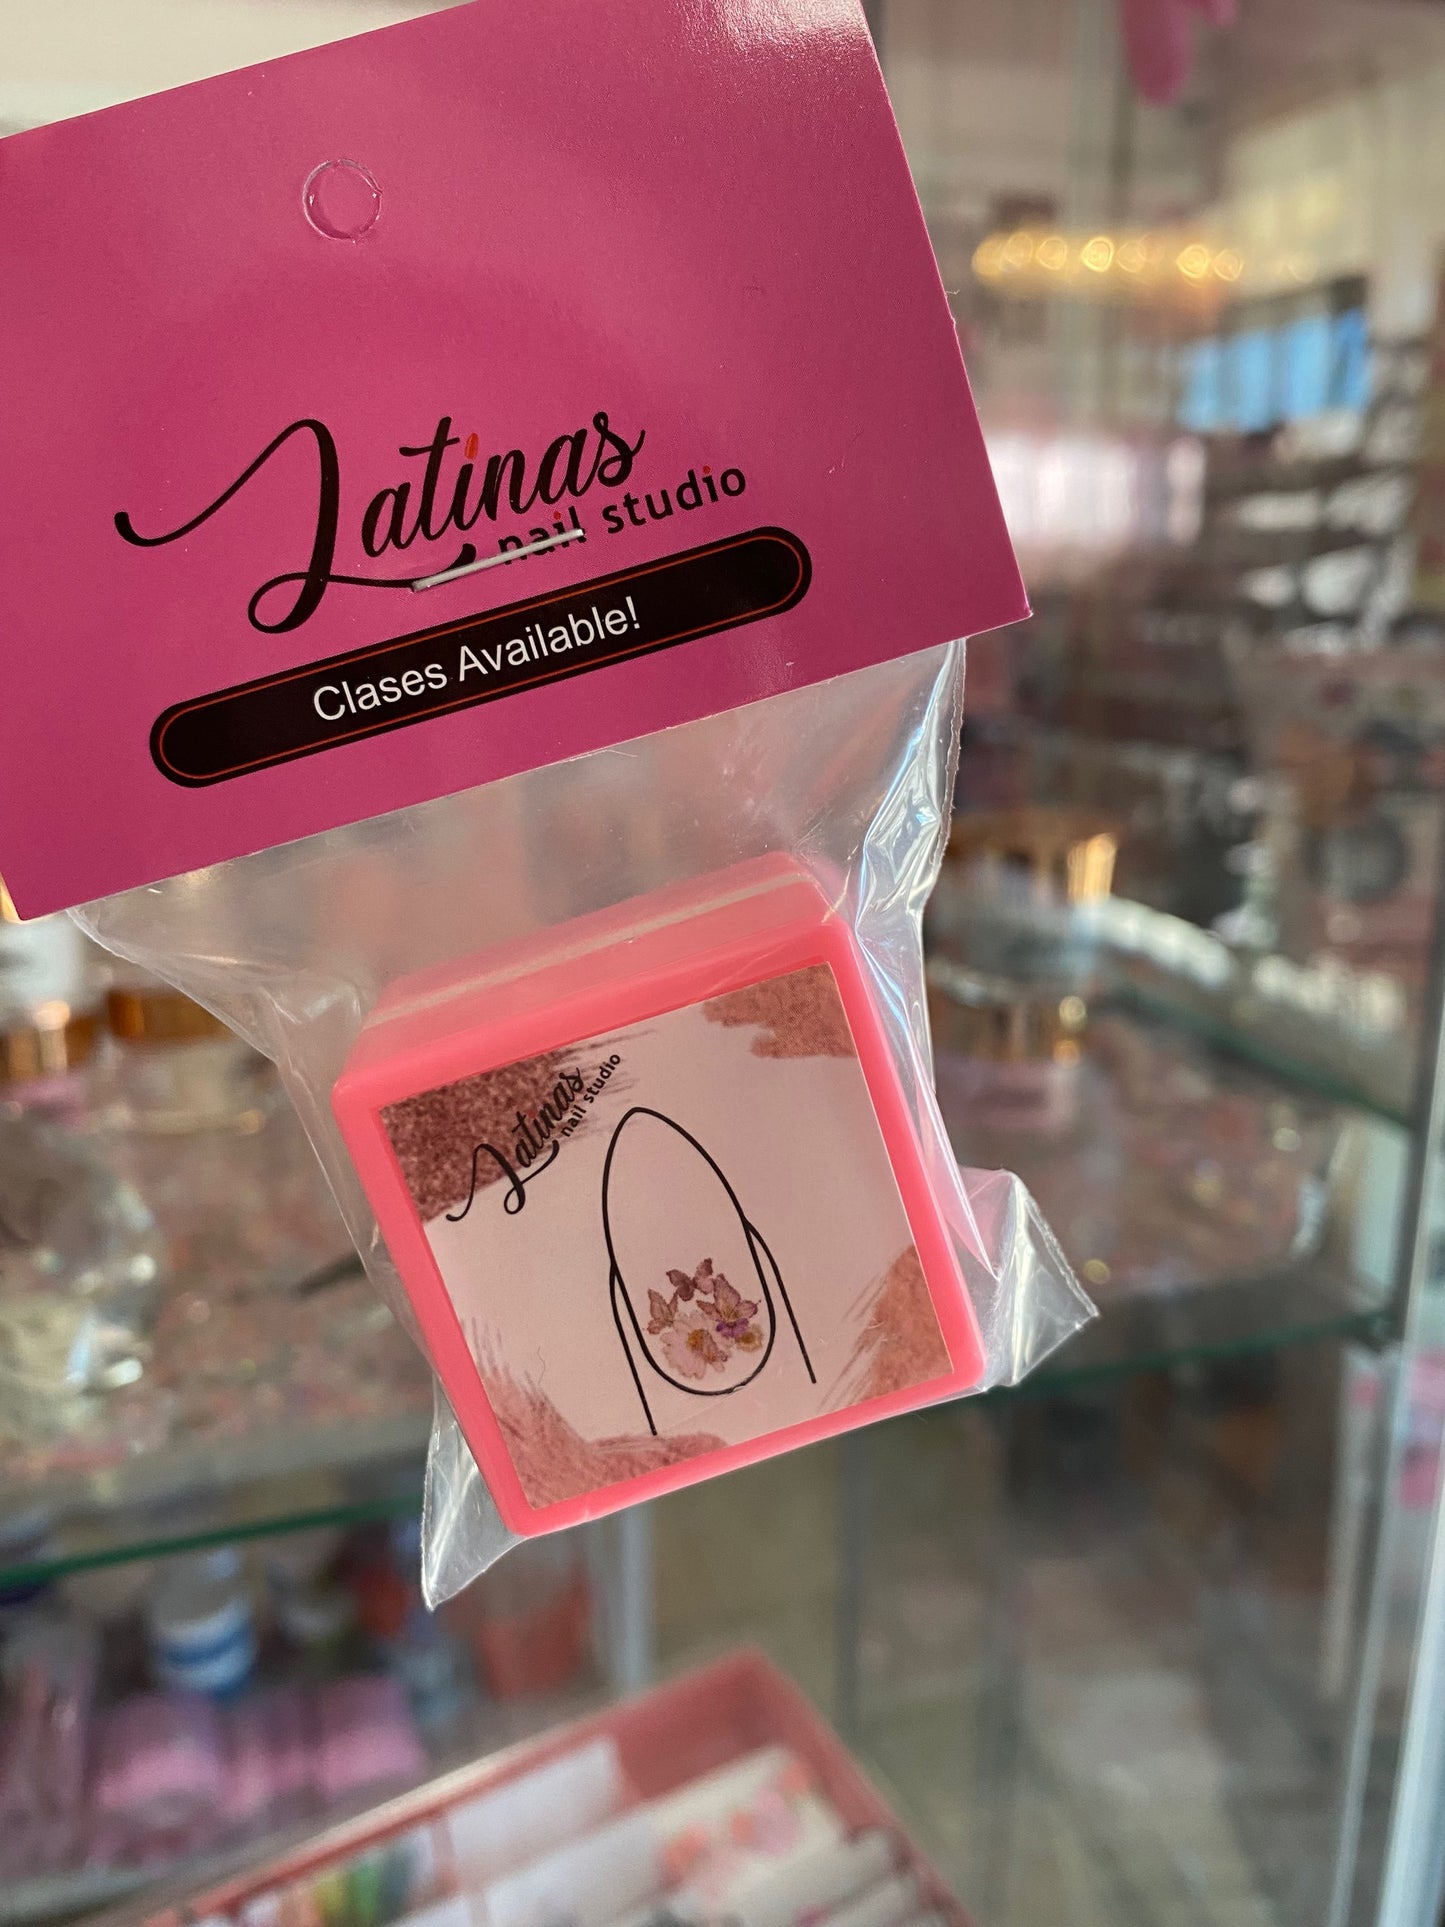 Latinas
nail studio
Clases Available!
Latinas
nail studio